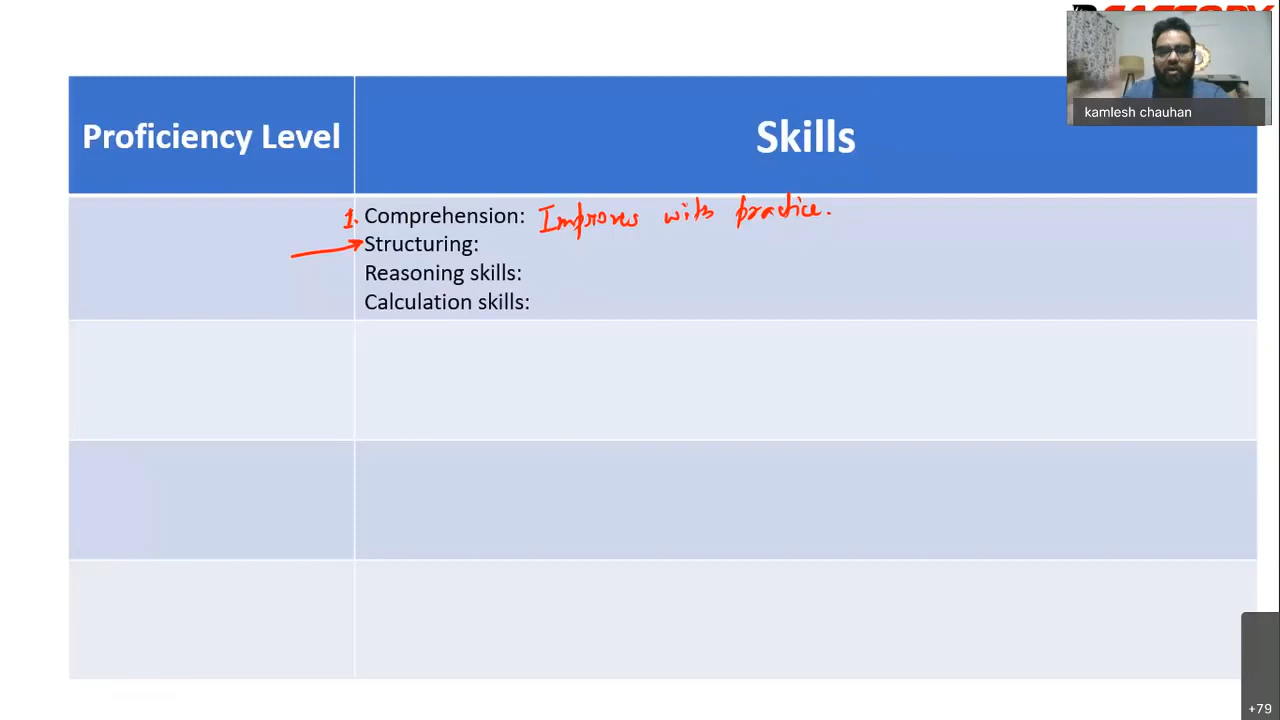 kamlesh chauhan
Proficiency Level
Skills
1. Comprehension: Improves with practice.
Structuring:
Reasoning skills:
Calculation skills:
+79